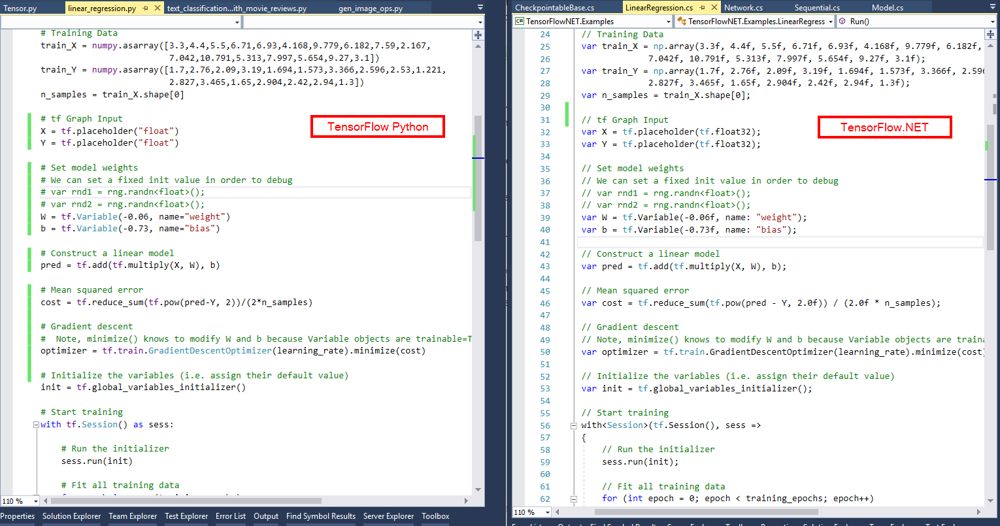 Tensor.py linear_regression.py text_classification...ith_movie_reviews.py gen_image_ops.py
# Training Data
train_X = numpy.asarray([3.3,4.4,5.5,6.71,6.93,4.168,9.779,6.182,7.59,2.167,
7.042,10.791,5.313,7.997,5.654,9.27,3.1])
train_Y = numpy.asarray([1.7,2.76,2.09,3.19,1.694,1.573,3.366,2.596,2.53,1.221,
2.827,3.465,1.65,2.904,2.42,2.94,1.3])
n_samples = train_X.shape[0]
# tf Graph Input
X = tf.placeholder("float")
Y = tf.placeholder("float")
TensorFlow Python
# Set model weights
# We can set a fixed init value in order to debug
# var rnd1 = rng.randn<float>();
# var rnd2 = rng.randn<float>();
W = tf.Variable(-0.06, name="weight")
b = tf.Variable(-0.73, name="bias")
# Construct a linear model
pred = tf.add(tf.multiply(X, W), b)
# Mean squared error
cost = tf.reduce_sum(tf.pow(pred-Y, 2))/(2*n_samples)
# Gradient descent
#  Note, minimize() knows to modify W and b because Variable objects are trainable=T
optimizer = tf.train.GradientDescentOptimizer(learning_rate).minimize(cost)
# Initialize the variables (i.e. assign their default value)
init = tf.global_variables_initializer()
# Start training
with tf.Session() as sess:
# Run the initializer
sess.run(init)
# Fit all training data
110 %
Properties Solution Explorer Team Explorer Test Explorer Error List Output Find Symbol Results Server Explorer Toolbox
CheckpointableBase.cs LinearRegression.cs Network.cs Sequential.cs Model.cs
C# TensorFlowNET.Examples TensorFlowNET.Examples.LinearRegress Run()
24 // Training Data
25 var train_X = np.array(3.3f, 4.4f, 5.5f, 6.71f, 6.93f, 4.168f, 9.779f, 6.182f,
26 7.042f, 10.791f, 5.313f, 7.997f, 5.654f, 9.27f, 3.1f);
27 var train_Y = np.array(1.7f, 2.76f, 2.09f, 3.19f, 1.694f, 1.573f, 3.366f, 2.596
28 2.827f, 3.465f, 1.65f, 2.904f, 2.42f, 2.94f, 1.3f);
29 var n_samples = train_X.shape[0];
30
31 // tf Graph Input
32 var X = tf.placeholder(tf.float32);
33 var Y = tf.placeholder(tf.float32);
TensorFlow.NET
34
35 // Set model weights
36 // We can set a fixed init value in order to debug
37 // var rnd1 = rng.randn<float>();
38 // var rnd2 = rng.randn<float>();
39 var W = tf.Variable(-0.06f, name: "weight");
40 var b = tf.Variable(-0.73f, name: "bias");
41
42 // Construct a linear model
43 var pred = tf.add(tf.multiply(X, W), b);
44
45 // Mean squared error
46 var cost = tf.reduce_sum(tf.pow(pred - Y, 2.0f)) / (2.0f * n_samples);
47
48 // Gradient descent
49 // Note, minimize() knows to modify W and b because Variable objects are traina
50 var optimizer = tf.train.GradientDescentOptimizer(learning_rate).minimize(cost)
51
52 // Initialize the variables (i.e. assign their default value)
53 var init = tf.global_variables_initializer();
54
55 // Start training
56 with<Session>(tf.Session(), sess =>
57 {
58 // Run the initializer
59 sess.run(init);
60
61 // Fit all training data
62 for (int epoch = 0; epoch < training_epochs; epoch++)
110 %